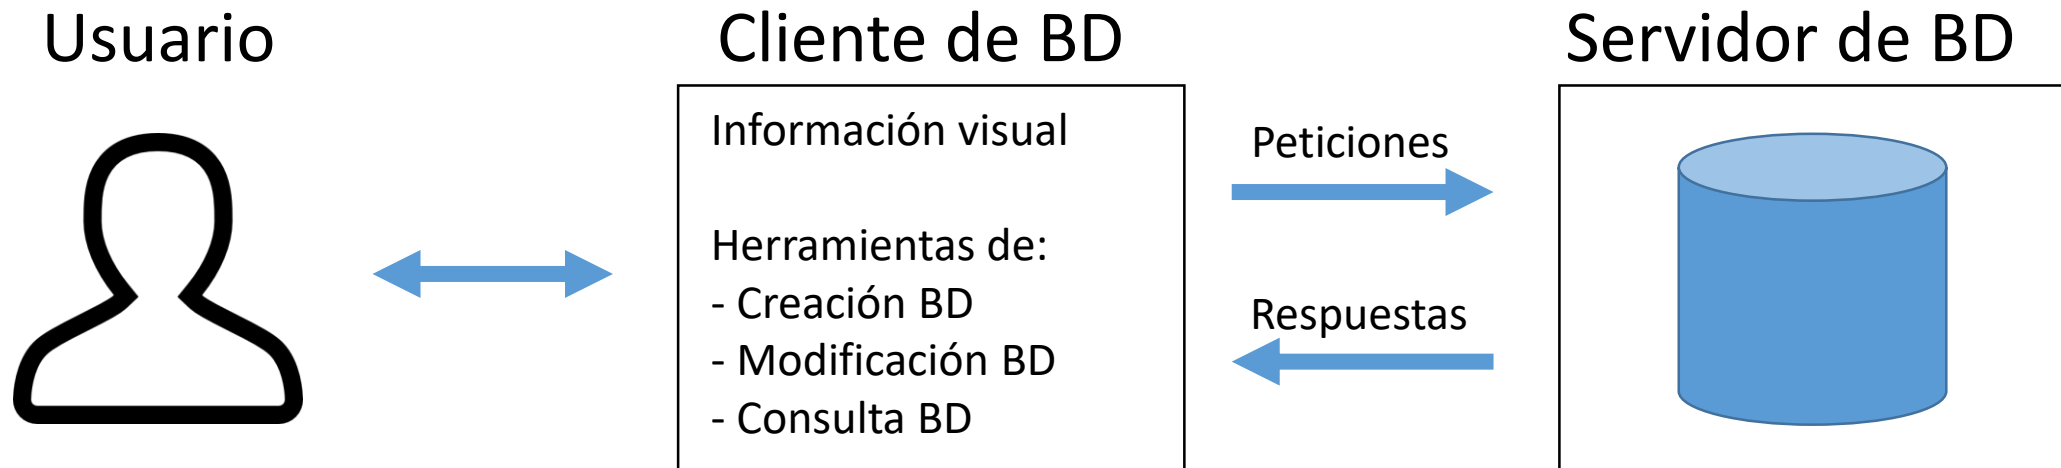 Usuario
Cliente de BD
Servidor de BD
Información visual
Herramientas de:
- Creación BD
- Modificación BD
- Consulta BD
Peticiones
Respuestas